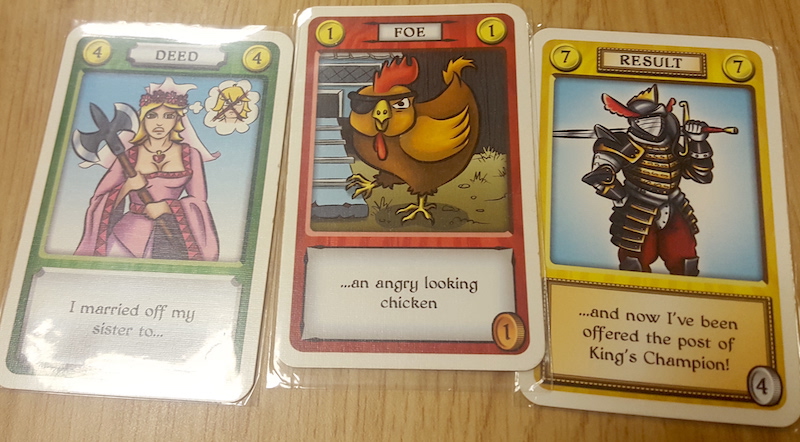 4 DEED 4
I married off my
sister to...
1 FOE 1
...an angry looking
chicken
1
7 RESULT 7
...and now I've been
offered the post of
King's Champion!
4